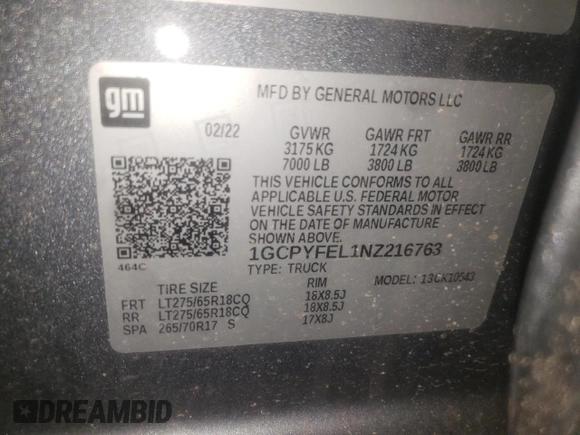 gm
MFD BY GENERAL MOTORS LLC
02/22 GVWR GAWR FRT GAWR RR
3175 KG 1724 KG 1724 KG
7000 LB 3800 LB 3800 LB
THIS VEHICLE CONFORMS TO ALL
APPLICABLE U.S. FEDERAL MOTOR
VEHICLE SAFETY STANDARDS IN EFFECT
ON THE DATE OF MANUFACTURE
SHOWN ABOVE.
464C
1GCPYFEL1NZ216763
TYPE: TRUCK MODEL: 13CK10543
TIRE SIZE RIM
FRT LT275/65R18CQ 18X8.5J
RR LT275/65R18CQ 18X8.5J
SPA 265/70R17 S 17X8J
DREAMBID